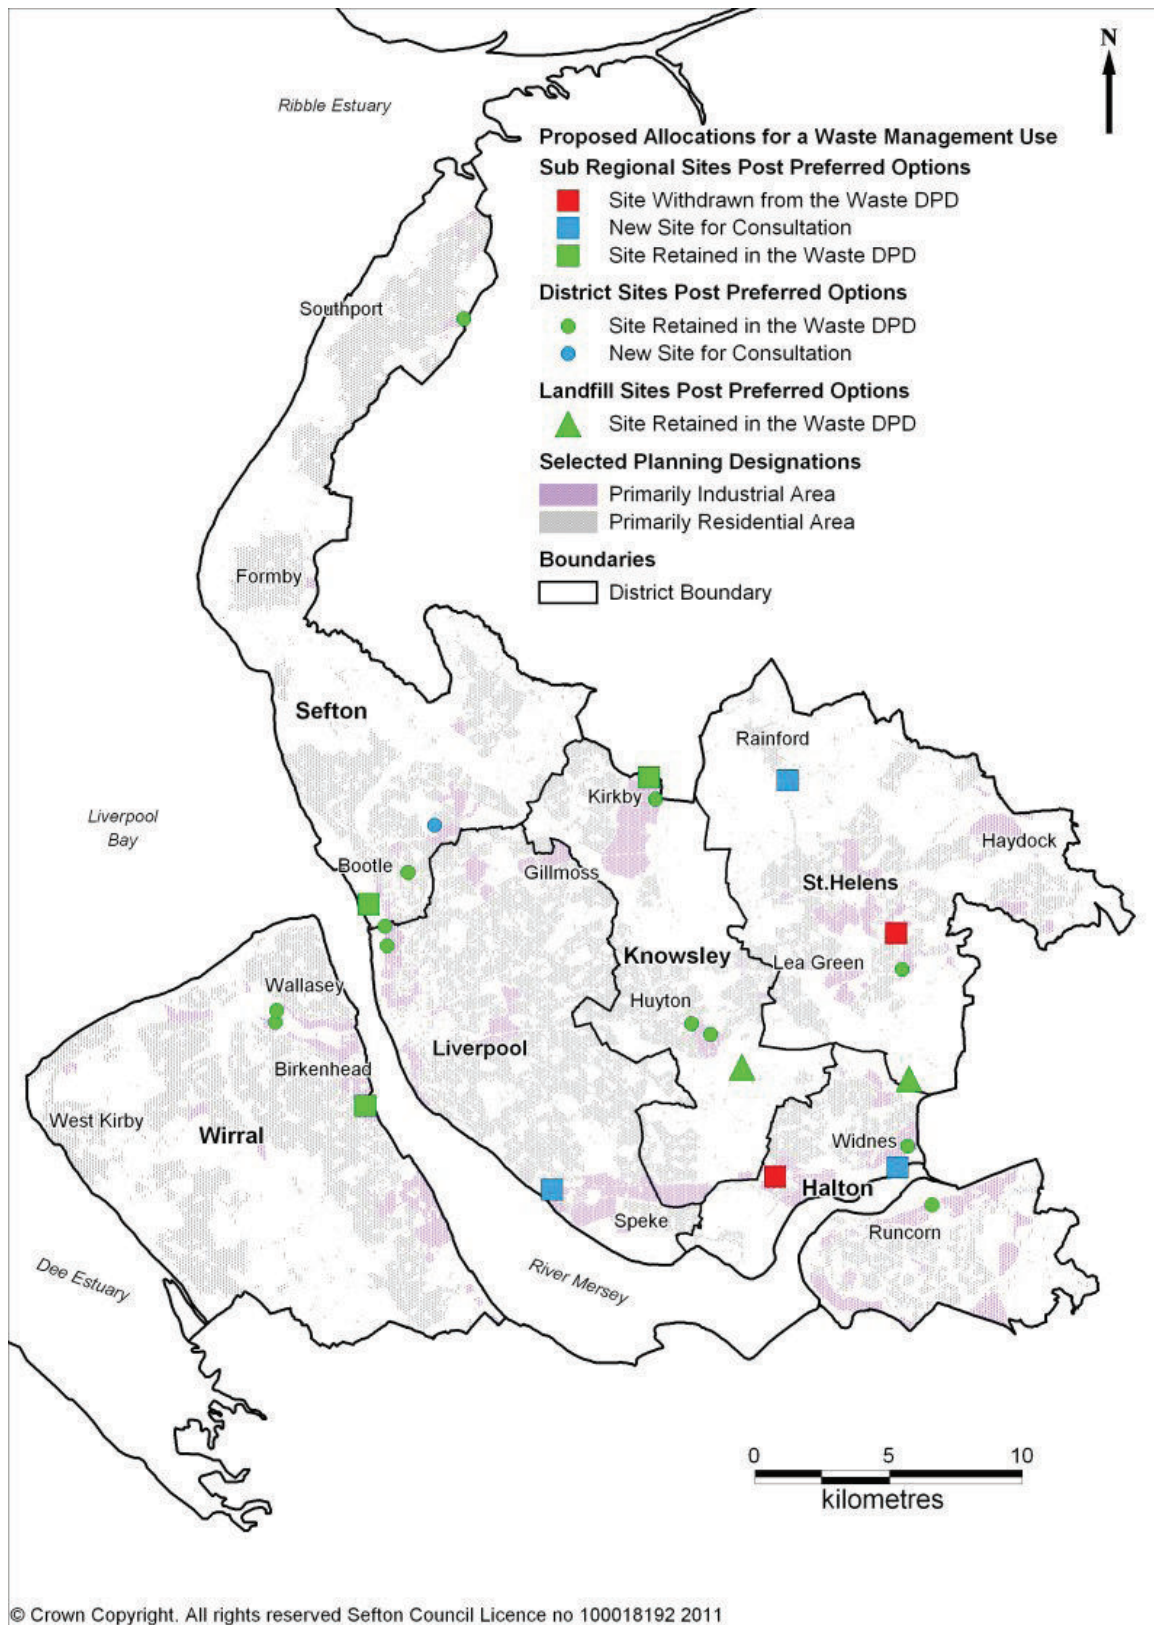 N
Ribble Estuary
Proposed Allocations for a Waste Management Use
Sub Regional Sites Post Preferred Options
Site Withdrawn from the Waste DPD
New Site for Consultation
Site Retained in the Waste DPD
District Sites Post Preferred Options
Site Retained in the Waste DPD
New Site for Consultation
Landfill Sites Post Preferred Options
Site Retained in the Waste DPD
Selected Planning Designations
Primarily Industrial Area
Primarily Residential Area
Boundaries
District Boundary
Southport
Formby
Sefton
Rainford
Kirkby
Liverpool
Bay
Haydock
Bootle
Gillmoss
St.Helens
Knowsley
Lea Green
Wallasey
Huyton
Liverpool
Birkenhead
West Kirby
Wirral
Widnes
Halton
Speke
Runcorn
Dee Estuary
River Mersey
0 5 10
kilometres
© Crown Copyright. All rights reserved Sefton Council Licence no 100018192 2011